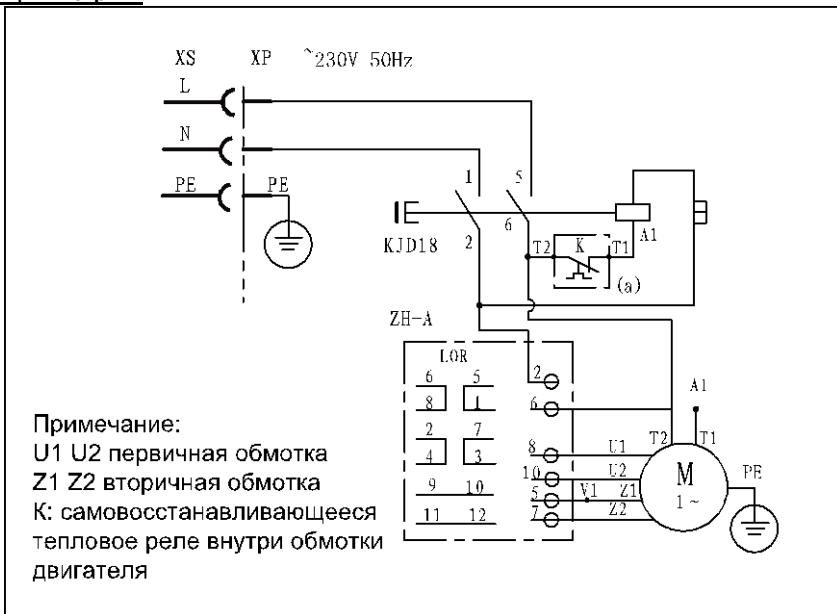 XS XP ~230V 50Hz
L
N
PE PE
1 5
6
KJD18 2 T2 K T1 A1
(a)
ZH-A
LOR
6 5 2
8 1 6 A1
2 7 8 U1 T2 T1
4 3 10 U2 M PE
9 10 5 V1 Z1 1~
11 12 7 Z2
Примечание:
U1 U2 первичная обмотка
Z1 Z2 вторичная обмотка
К: самовосстанавливающееся
тепловое реле внутри обмотки
двигателя